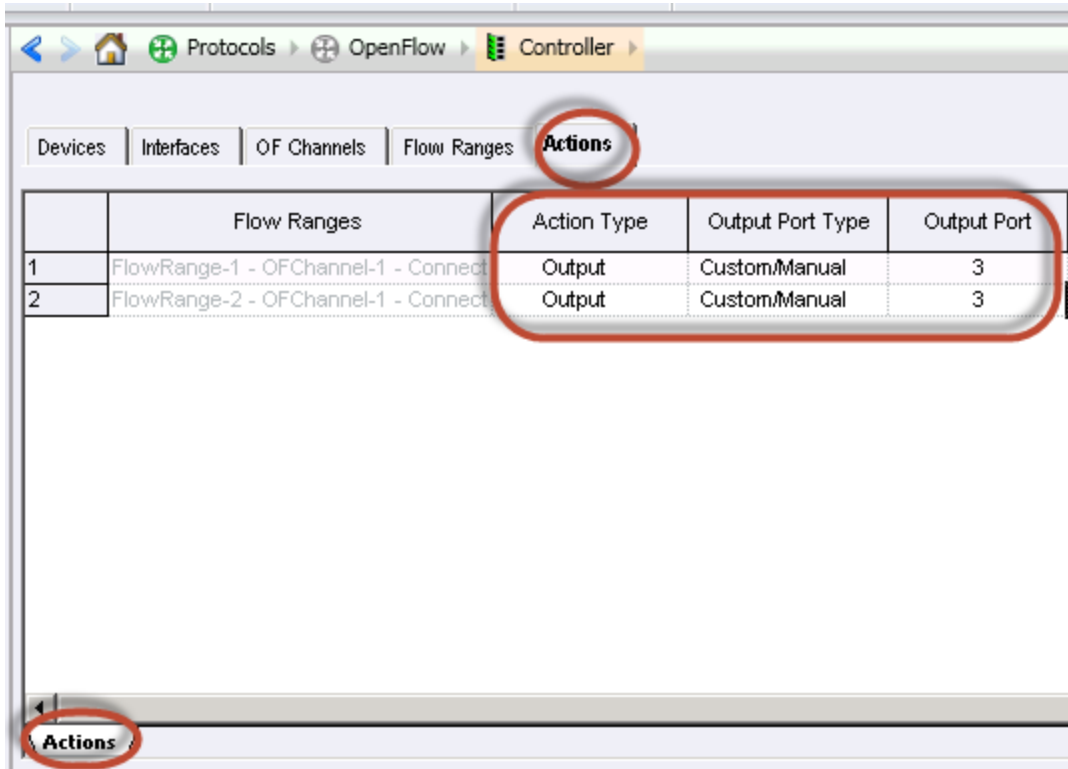 Protocols OpenFlow Controller
Devices Interfaces OF Channels Flow Ranges Actions
Flow Ranges Action Type Output Port Type Output Port
1 FlowRange-1 - OFChannel-1 - Connect Output Custom/Manual 3
2 FlowRange-2 - OFChannel-1 - Connect Output Custom/Manual 3
Actions